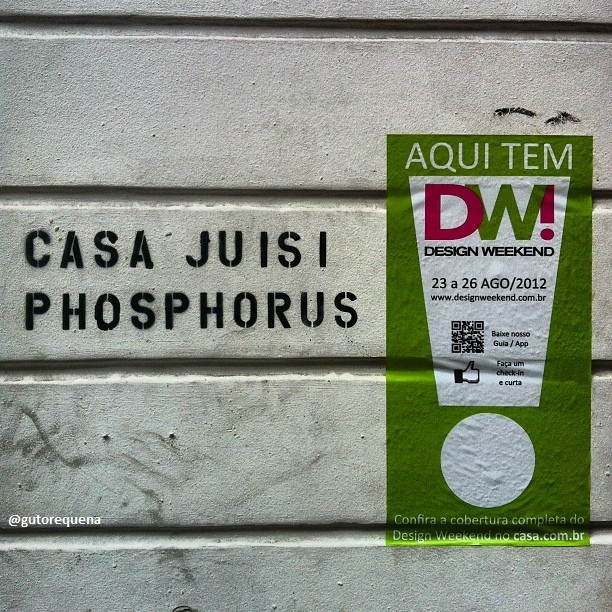 CASA JUISI
PHOSPHORUS
@gutorequena
AQUI TEM
DW!
DESIGN WEEKEND
23 a 26 AGO/2012
www.designweekend.com.br
Baixe nosso
Guia / App
Faça um
check-in
e curta
Confira a cobertura completa do
Design Weekend no casa.com.br